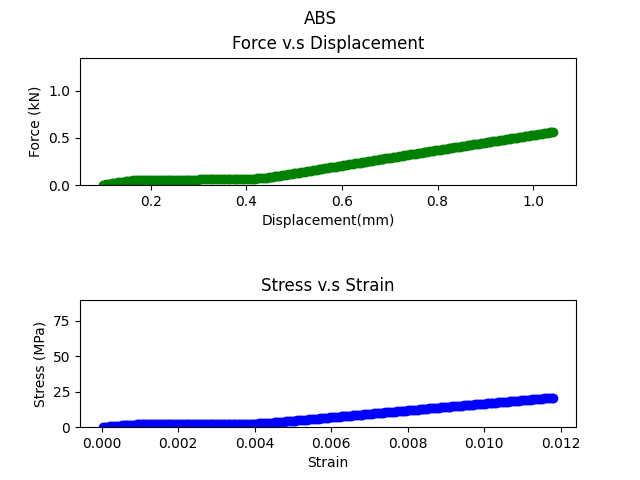 ABS
Force v.s Displacement
Force (kN)
1.0
0.5
0.0
0.2 0.4 0.6 0.8 1.0
Displacement(mm)
Stress v.s Strain
Stress (MPa)
75
50
25
0
0.000 0.002 0.004 0.006 0.008 0.010 0.012
Strain